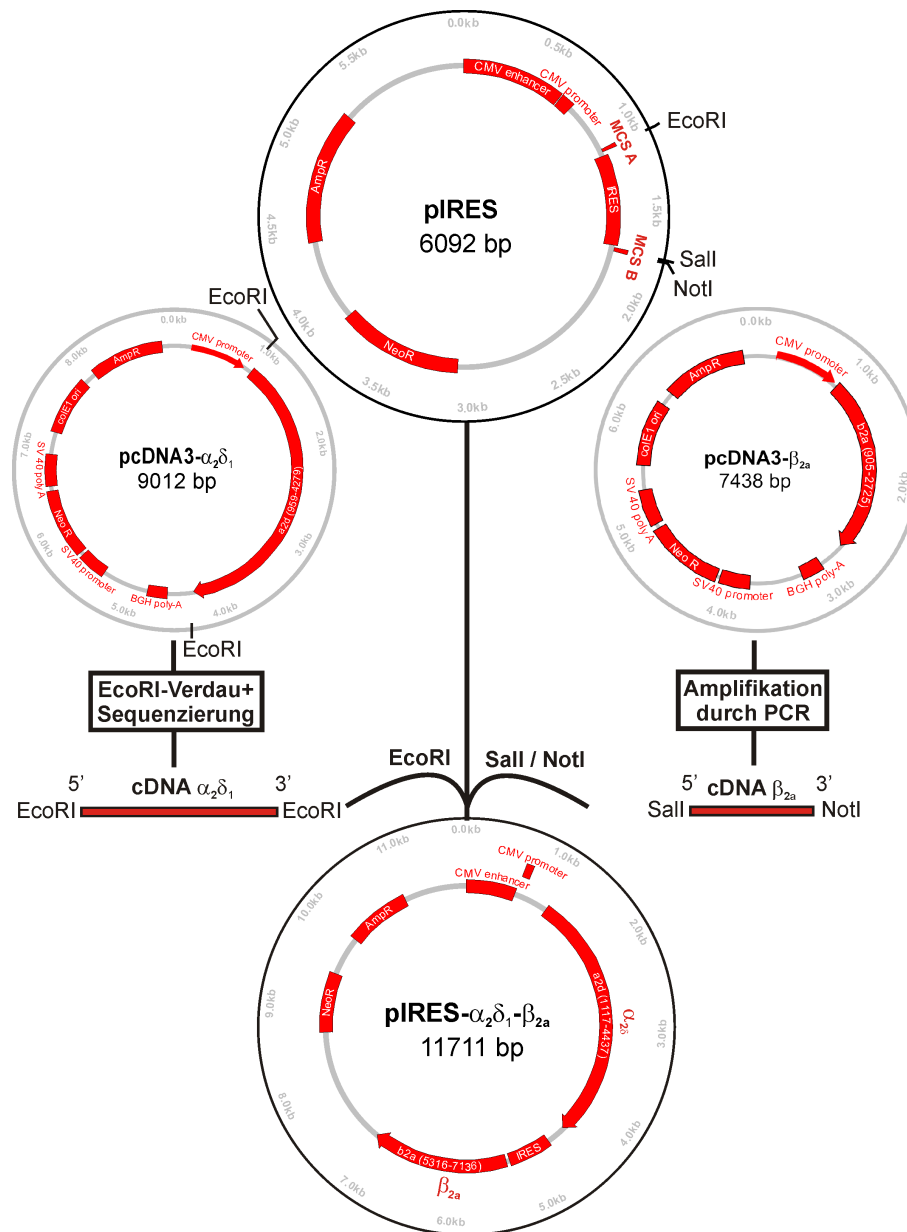 0.0kb
0.5kb
1.0kb
1.5kb
2.0kb
2.5kb
3.0kb
3.5kb
4.0kb
4.5kb
5.0kb
5.5kb
CMV enhancer
CMV promoter
MCS A
IRES
MCS B
NeoR
AmpR
EcoRI
SalI
NotI
pIRES
6092 bp
EcoRI
0.0kb
1.0kb
2.0kb
3.0kb
4.0kb
5.0kb
6.0kb
7.0kb
8.0kb
CMV promoter
a2d (959-4279)
BGH poly-A
SV40 promoter
Neo R
SV40 poly A
colE1 ori
AmpR
pcDNA3-α₂δ₁
9012 bp
EcoRI
0.0kb
1.0kb
2.0kb
3.0kb
4.0kb
5.0kb
6.0kb
CMV promoter
b2a (905-2725)
BGH poly-A
SV40 promoter
Neo R
SV 40 poly A
colE1 ori
AmpR
pcDNA3-β₂ₐ
7438 bp
EcoRI-Verdau+
Sequenzierung
Amplifikation
durch PCR
EcoRI
SalI / NotI
5’ cDNA α₂δ₁ 3’
EcoRI EcoRI
5’ cDNA β₂ₐ 3’
SalI NotI
0.0kb
1.0kb
2.0kb
3.0kb
4.0kb
5.0kb
6.0kb
7.0kb
8.0kb
9.0kb
10.0kb
11.0kb
CMV enhancer
CMV promoter
a2d (1117-4437)
α₂δ
IRES
b2a (5316-7136)
β₂ₐ
NeoR
AmpR
pIRES-α₂δ₁-β₂ₐ
11711 bp